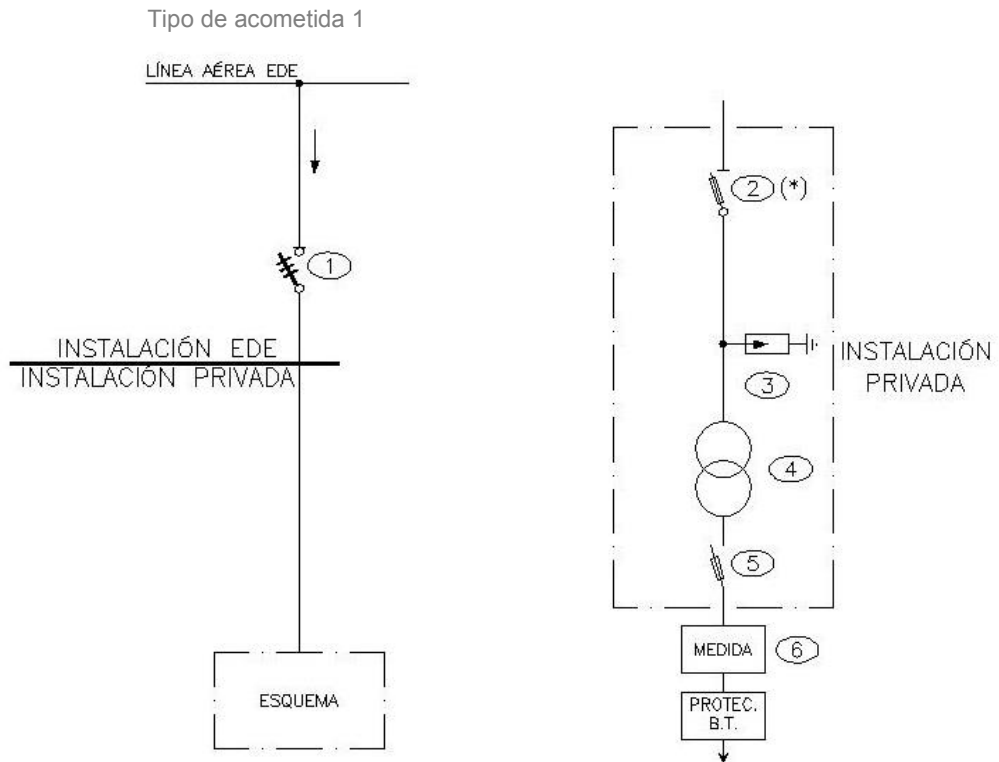 Tipo de acometida 1
LÍNEA AÉREA EDE
1
INSTALACIÓN EDE
INSTALACIÓN PRIVADA
ESQUEMA
2 (*)
3
INSTALACIÓN
PRIVADA
4
5
MEDIDA 6
PROTEC.
B.T.